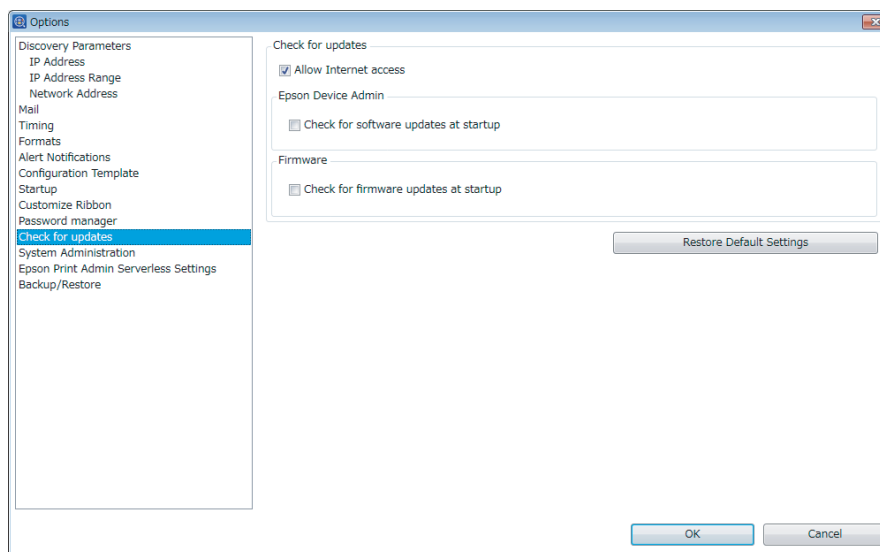 Options
Discovery Parameters
IP Address
IP Address Range
Network Address
Mail
Timing
Formats
Alert Notifications
Configuration Template
Startup
Customize Ribbon
Password manager
Check for updates
System Administration
Epson Print Admin Serverless Settings
Backup/Restore
Check for updates
Allow Internet access
Epson Device Admin
Check for software updates at startup
Firmware
Check for firmware updates at startup
Restore Default Settings
OK
Cancel